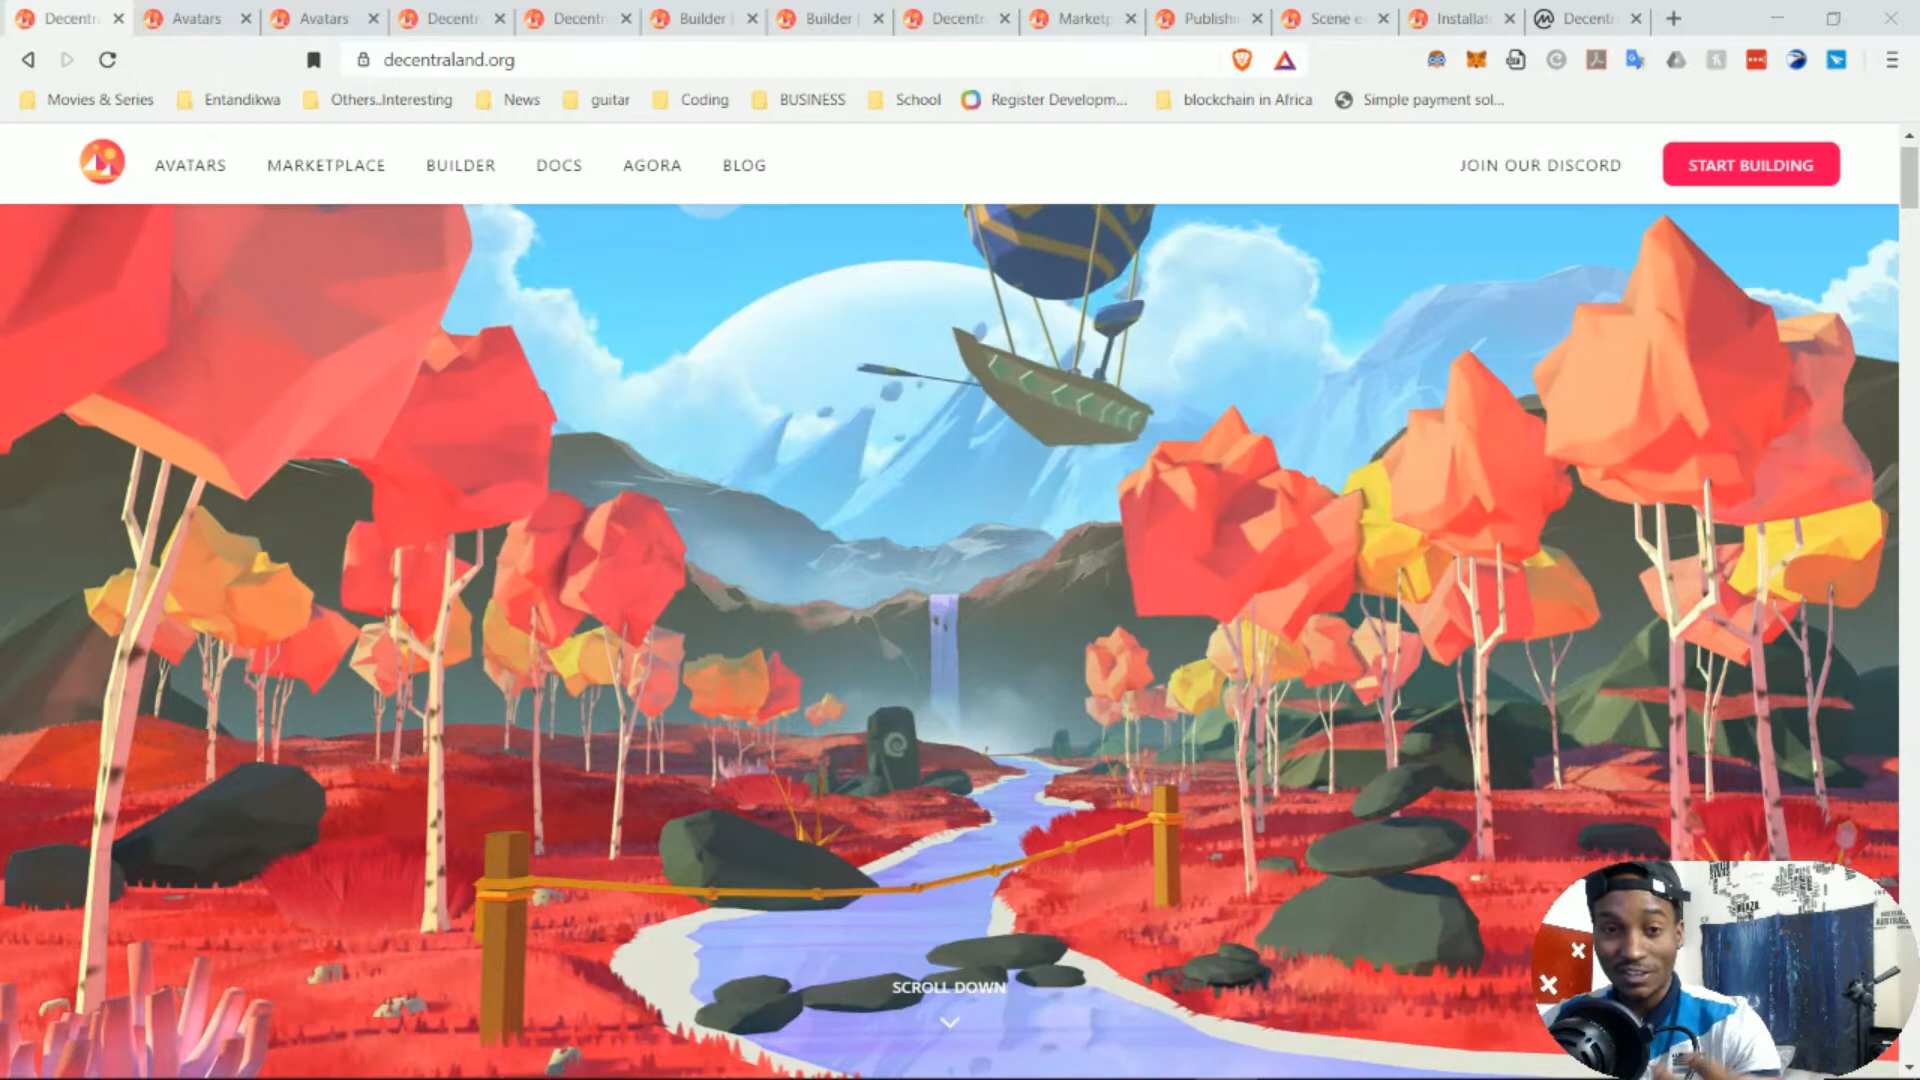 Decentr Avatars Avatars Decentr Decentr Builder Builder Decentr Marketp Publish Scene e Installat Decentr
decentraland.org
Movies & Series Entandikwa Others..Interesting News guitar Coding BUSINESS School Register Developm... blockchain in Africa Simple payment sol...
AVATARS MARKETPLACE BUILDER DOCS AGORA BLOG JOIN OUR DISCORD START BUILDING
SCROLL DOWN